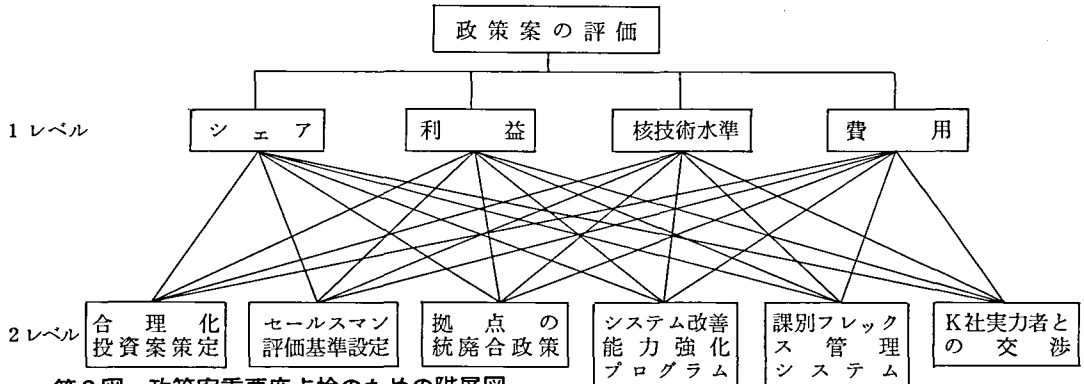 政策案の評価
1レベル
シェア
利益
核技術水準
費用
2レベル
合理化
投資案策定
セールスマン
評価基準設定
拠点の
統廃合政策
システム改善
能力強化
プログラム
課別フレック
ス管理
システム
K社実力者と
の交渉
第2図 政策案重要度点検のための階層図